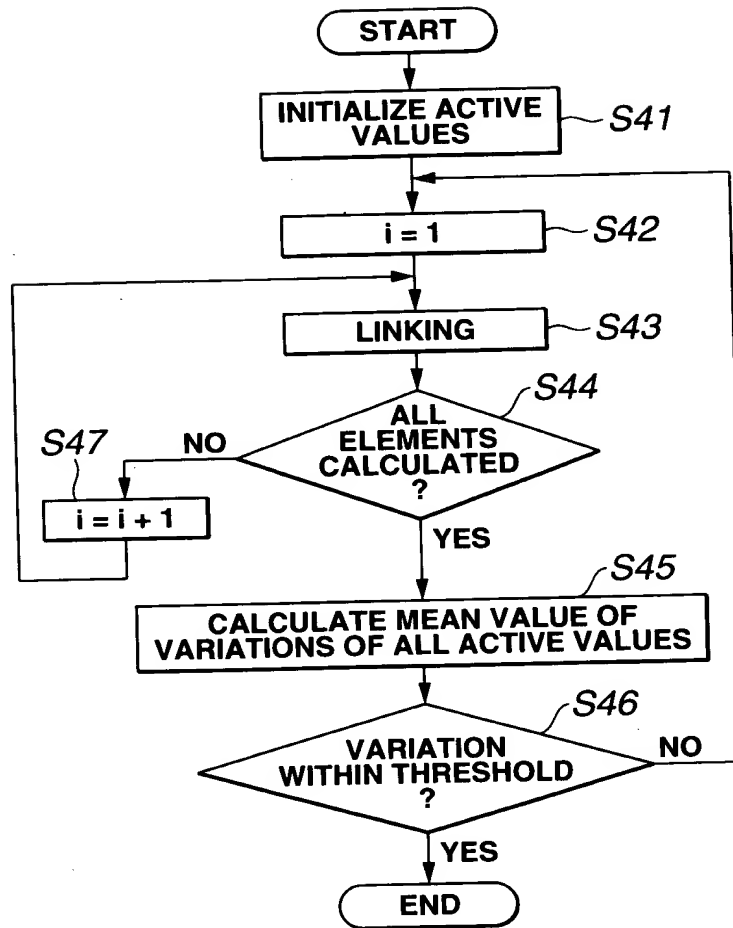 START
INITIALIZE ACTIVE
VALUES
S41
i = 1
S42
LINKING
S43
S44
ALL
ELEMENTS
CALCULATED
?
NO
S47
i = i + 1
YES
S45
CALCULATE MEAN VALUE OF
VARIATIONS OF ALL ACTIVE VALUES
S46
VARIATION
WITHIN THRESHOLD
?
NO
YES
END